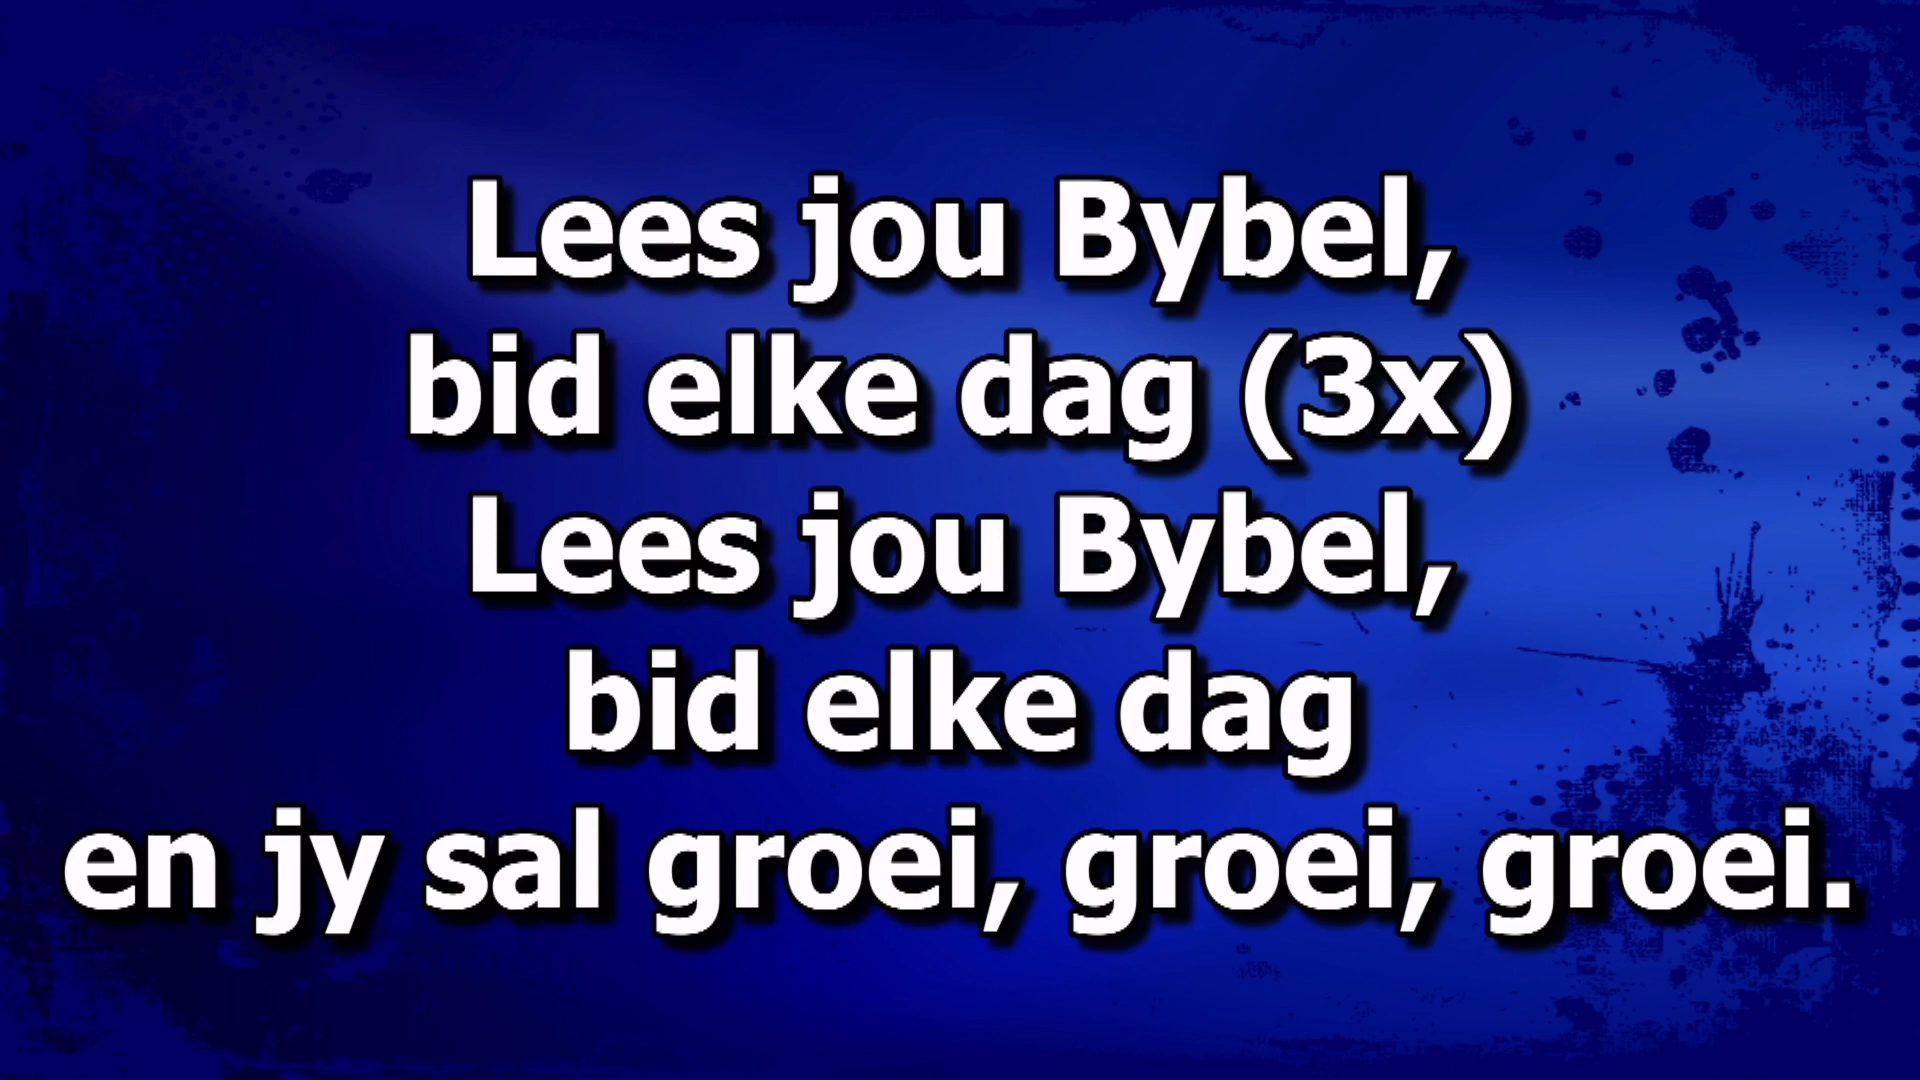 Lees jou Bybel,
bid elke dag (3x)
Lees jou Bybel,
bid elke dag
en jy sal groei, groei, groei.